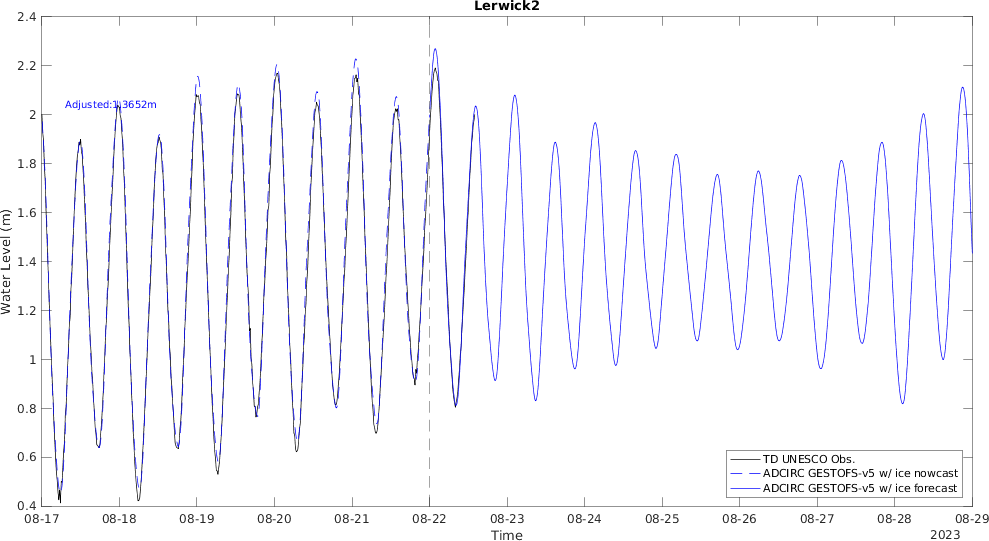 Lerwick2
2.4
2.2
2
1.8
1.6
1.4
1.2
1
0.8
0.6
0.4
Water Level (m)
Adjusted:1.3652m
TD UNESCO Obs.
ADCIRC GESTOFS-v5 w/ ice nowcast
ADCIRC GESTOFS-v5 w/ ice forecast
08-17 08-18 08-19 08-20 08-21 08-22 08-23 08-24 08-25 08-26 08-27 08-28 08-29
Time
2023